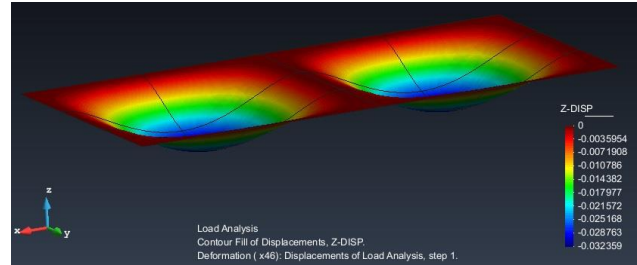 Z-DISP
0
-0.0035954
-0.0071908
-0.010786
-0.014382
-0.017977
-0.021572
-0.025168
-0.028763
-0.032359
z
x
y
Load Analysis
Contour Fill of Displacements, Z-DISP.
Deformation ( x46): Displacements of Load Analysis, step 1.